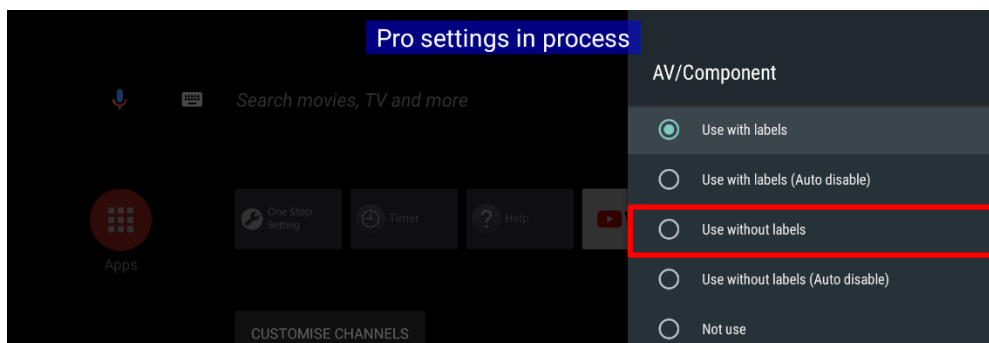 Pro settings in process
AV/Component
Search movies, TV and more
Use with labels
Use with labels (Auto disable)
One Step
Setting
Timer
Help
Use without labels
Apps
Use without labels (Auto disable)
CUSTOMISE CHANNELS
Not use